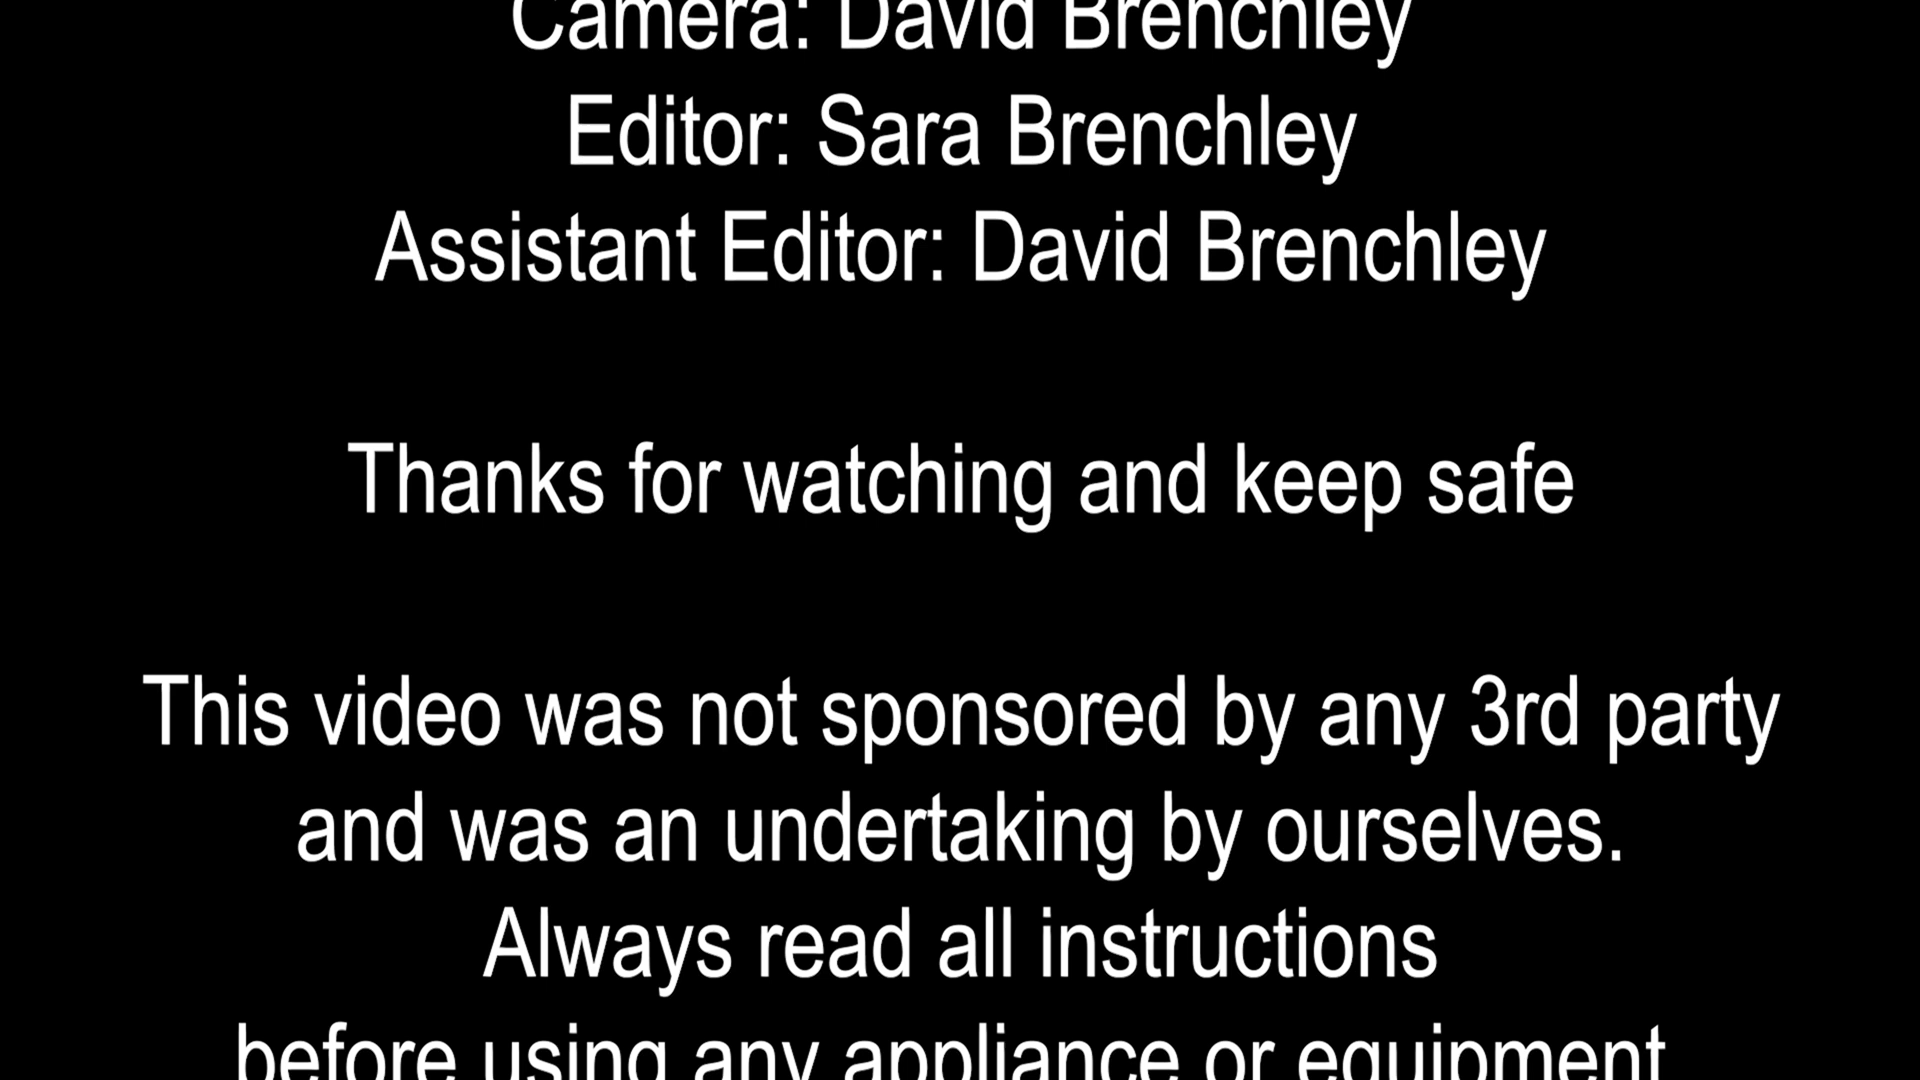 Camera: David Brenchley
Editor: Sara Brenchley
Assistant Editor: David Brenchley
Thanks for watching and keep safe
This video was not sponsored by any 3rd party
and was an undertaking by ourselves.
Always read all instructions
before using any appliance or equipment